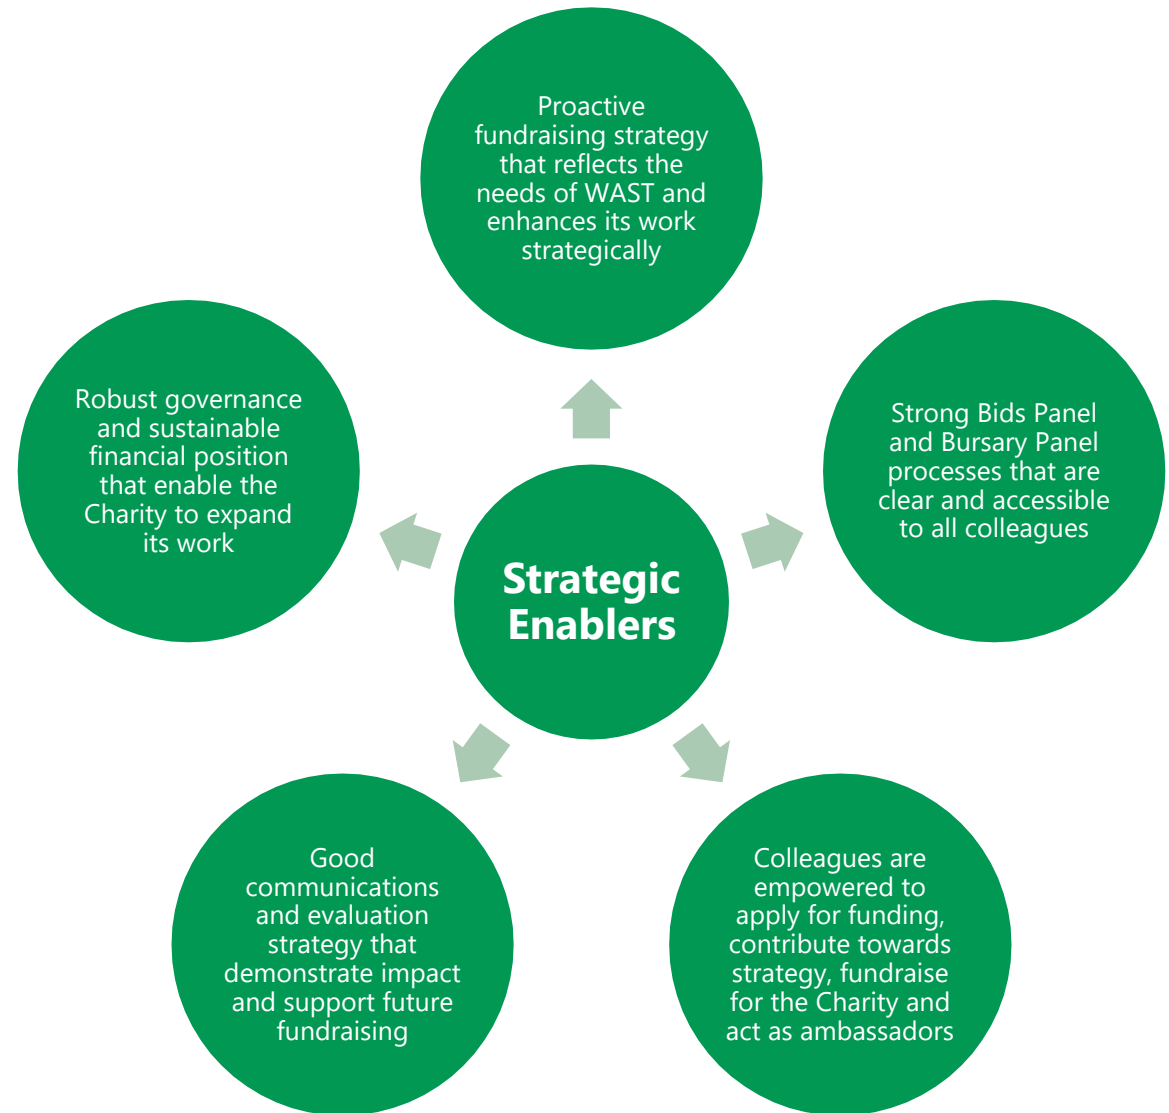 Proactive
fundraising strategy
that reflects the
needs of WAST and
enhances its work
strategically
Robust governance
and sustainable
financial position
that enable the
Charity to expand
its work
Strong Bids Panel
and Bursary Panel
processes that are
clear and accessible
to all colleagues
Strategic
Enablers
Good
communications
and evaluation
strategy that
demonstrate impact
and support future
fundraising
Colleagues are
empowered to
apply for funding,
contribute towards
strategy, fundraise
for the Charity and
act as ambassadors